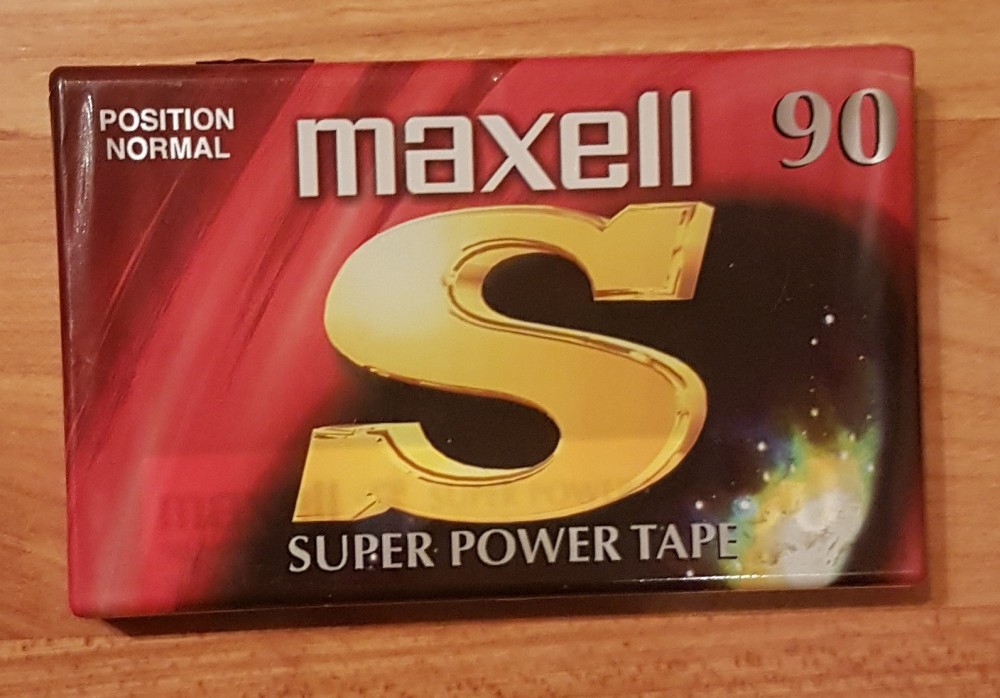 POSITION
NORMAL
maxell
90
S
SUPER POWER TAPE